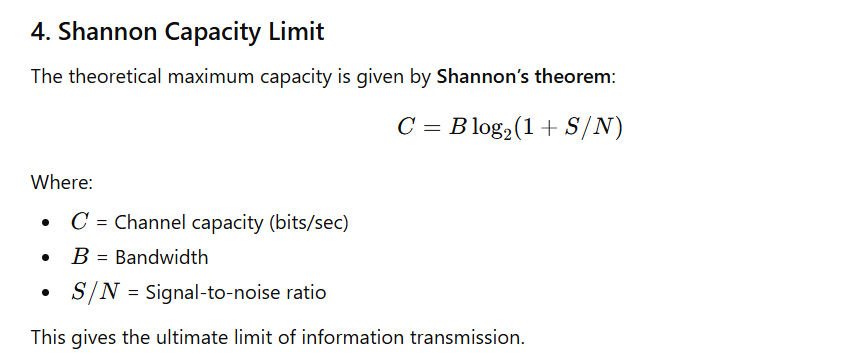 4. Shannon Capacity Limit
The theoretical maximum capacity is given by Shannon's theorem:
C = B log₂(1 + S/N)
Where:
• C = Channel capacity (bits/sec)
• B = Bandwidth
• S/N = Signal-to-noise ratio
This gives the ultimate limit of information transmission.